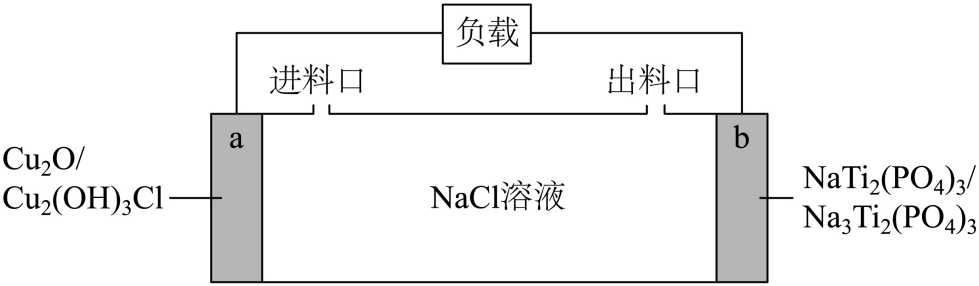 负载
进料口
出料口
a
b
Cu₂O/
Cu₂(OH)₃Cl
NaCl溶液
NaTi₂(PO₄)₃/
Na₃Ti₂(PO₄)₃